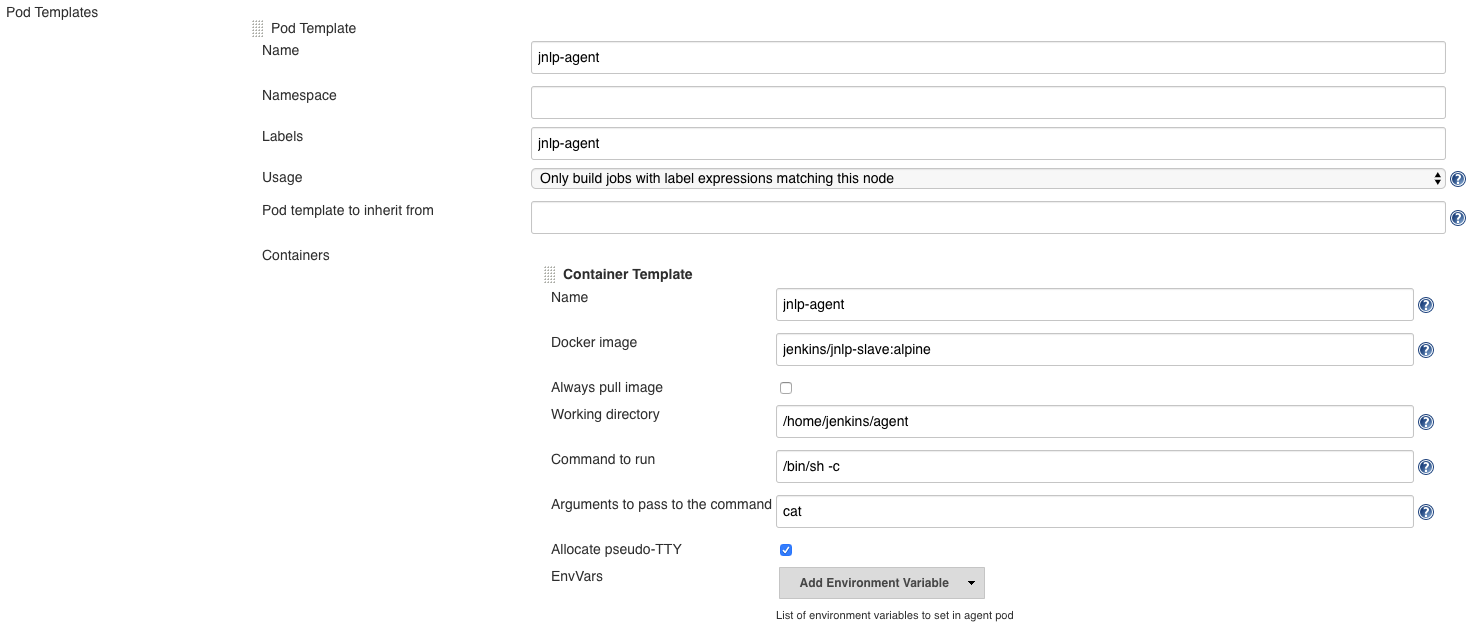 Pod Templates
Pod Template
Name
jnlp-agent
Namespace
Labels
jnlp-agent
Usage
Only build jobs with label expressions matching this node
?
Pod template to inherit from
?
Containers
Container Template
Name
jnlp-agent
?
Docker image
jenkins/jnlp-slave:alpine
?
Always pull image
Working directory
/home/jenkins/agent
?
Command to run
/bin/sh -c
?
Arguments to pass to the command
cat
?
Allocate pseudo-TTY
EnvVars
Add Environment Variable
List of environment variables to set in agent pod